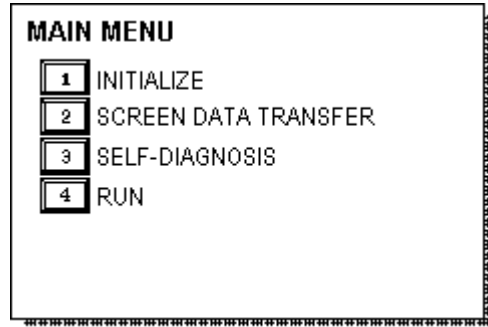 MAIN MENU
1 INITIALIZE
2 SCREEN DATA TRANSFER
3 SELF-DIAGNOSIS
4 RUN